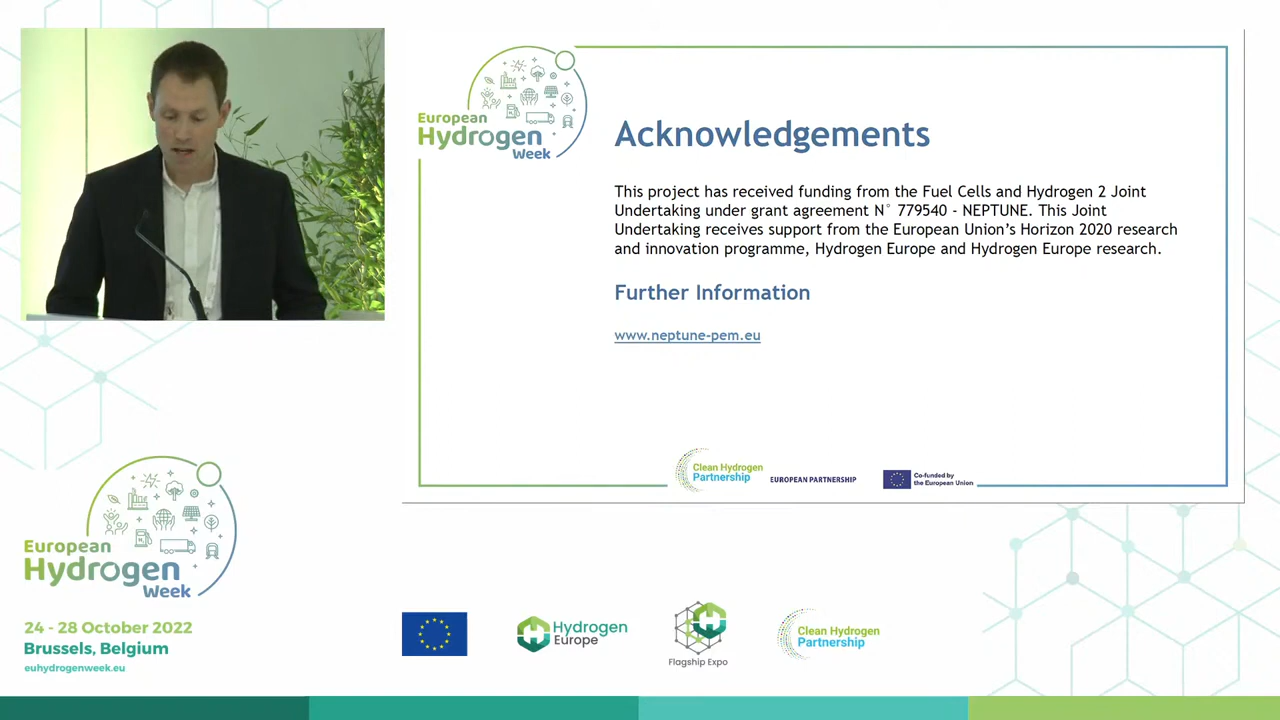 European
Hydrogen
Week
Acknowledgements
This project has received funding from the Fuel Cells and Hydrogen 2 Joint
Undertaking under grant agreement N° 779540 - NEPTUNE. This Joint
Undertaking receives support from the European Union's Horizon 2020 research
and innovation programme, Hydrogen Europe and Hydrogen Europe research.
Further Information
www.neptune-pem.eu
Clean Hydrogen
Partnership
EUROPEAN PARTNERSHIP
Co-funded by
the European Union
European
Hydrogen
Week
24 - 28 October 2022
Brussels, Belgium
euhydrogenweek.eu
Hydrogen
Europe
Flagship Expo
Clean Hydrogen
Partnership